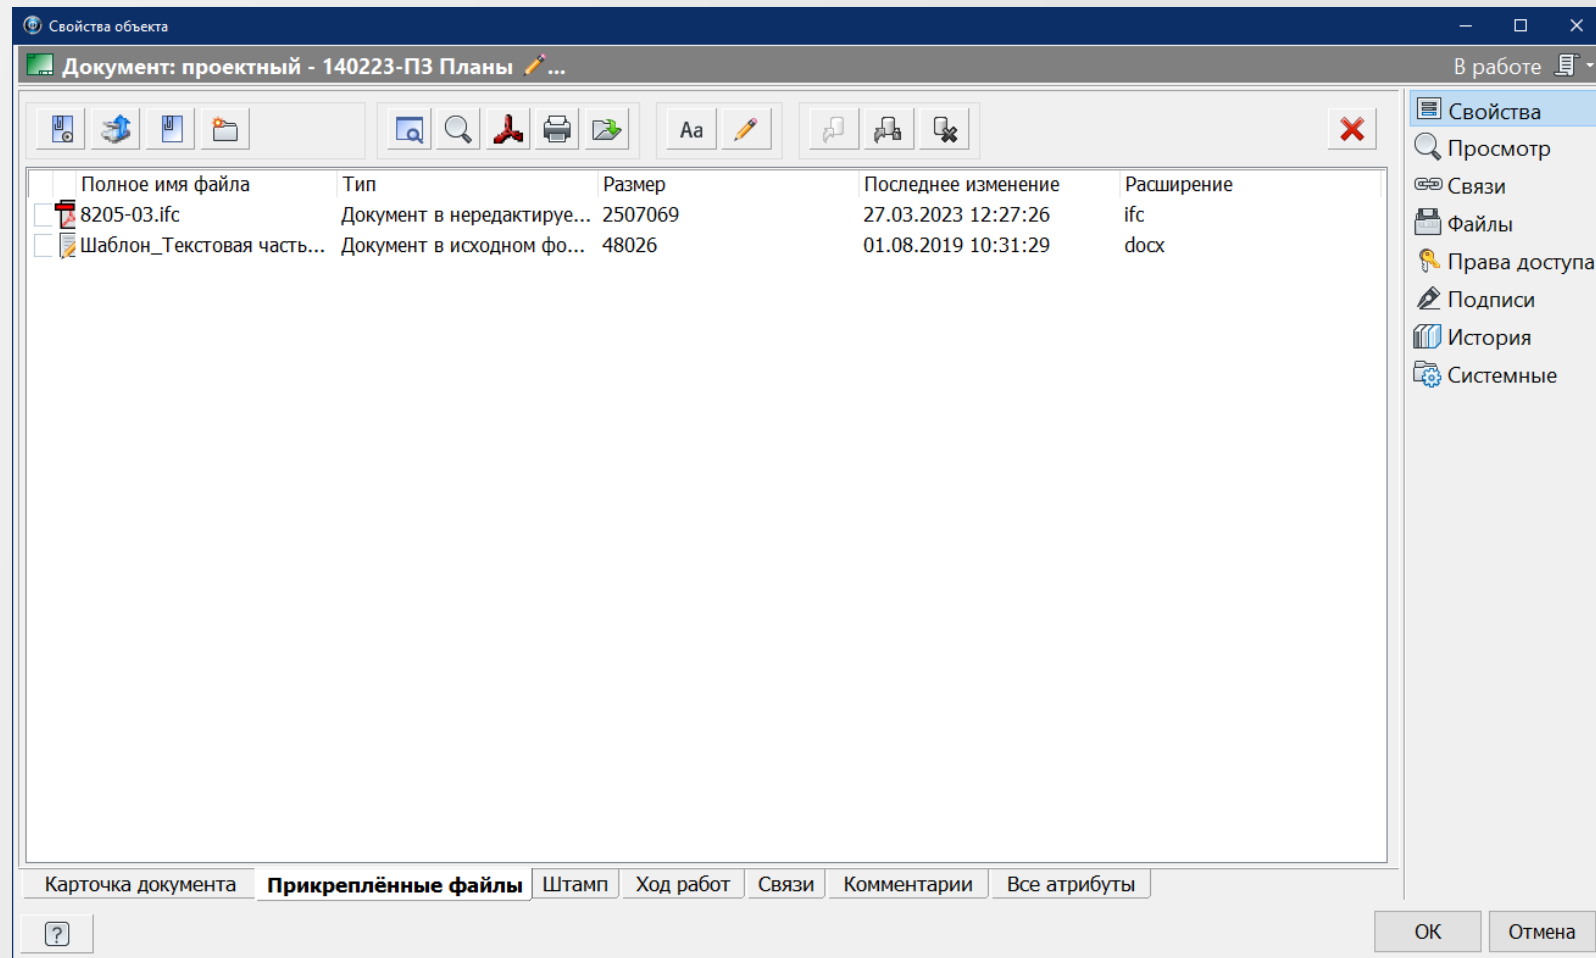 Свойства объекта
Документ: проектный - 140223-ПЗ Планы ...
В работе
Aa
Полное имя файла Тип Размер Последнее изменение Расширение
8205-03.ifc Документ в нередактируе... 2507069 27.03.2023 12:27:26 ifc
Шаблон_Текстовая часть... Документ в исходном фо... 48026 01.08.2019 10:31:29 docx
Свойства
Просмотр
Связи
Файлы
Права доступа
Подписи
История
Системные
Карточка документа Прикреплённые файлы Штамп Ход работ Связи Комментарии Все атрибуты
?
ОК Отмена